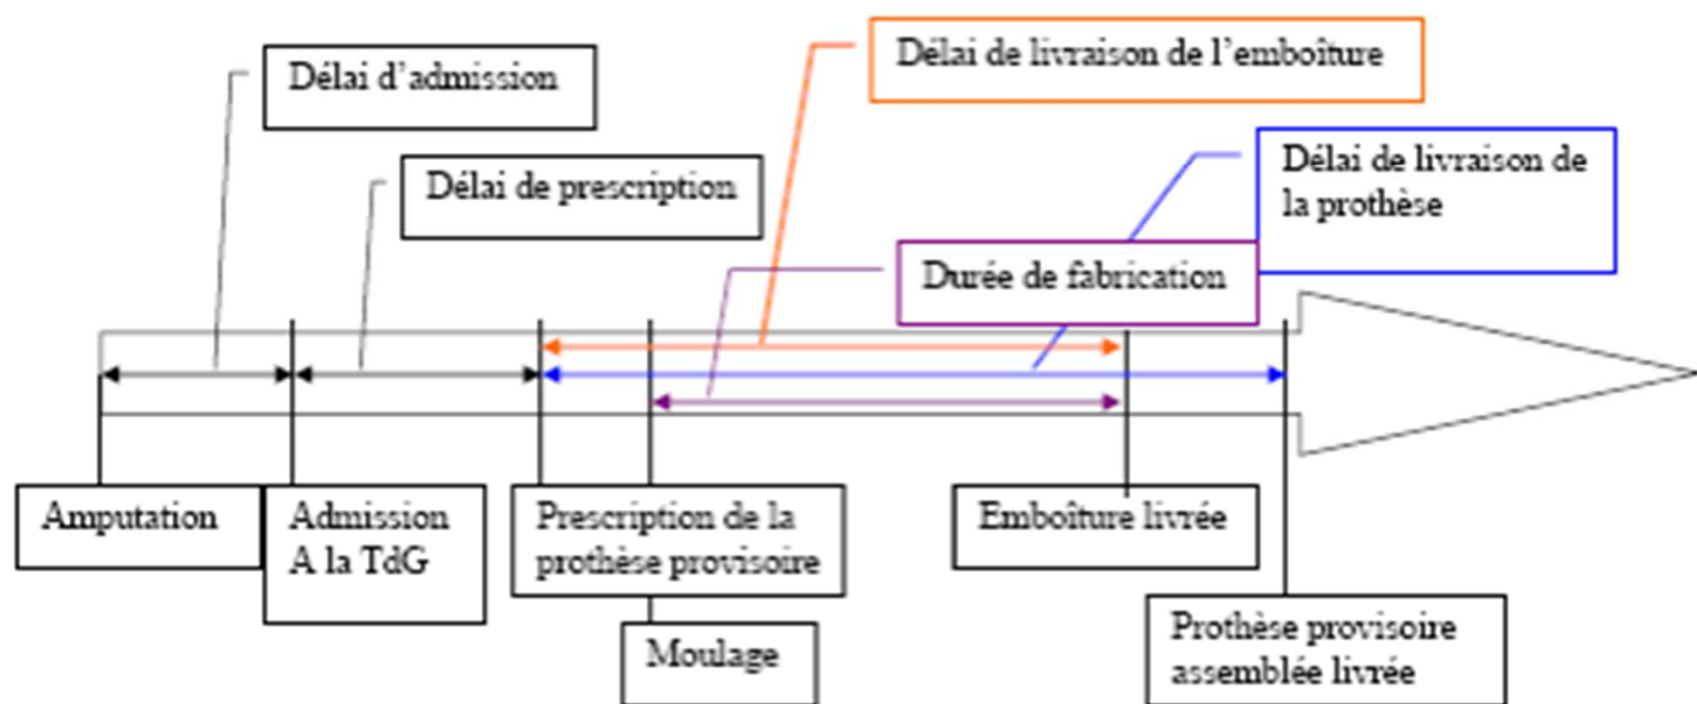 Délai de livraison de l'emboîture
Délai d'admission
Délai de livraison de
la prothèse
Délai de prescription
Durée de fabrication
Amputation
Admission
A la TdG
Prescription de la
prothèse provisoire
Emboîture livrée
Moulage
Prothèse provisoire
assemblée livrée